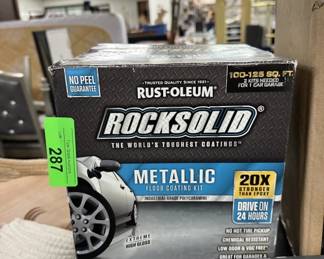 NO PEEL
GUARANTEE
TRUSTED QUALITY SINCE 1921
RUST-OLEUM®
100-125 SQ. FT.
2 KITS NEEDED
FOR 1 CAR GARAGE
ROCKSOLID®
THE WORLD'S TOUGHEST COATINGS™
287
METALLIC
FLOOR COATING KIT
INDUSTRIAL GRADE POLYCURAMINE
20X
STRONGER
THAN EPOXY
DRIVE ON
24 HOURS
EXTREME
HIGH GLOSS
NO HOT TIRE PICKUP
CHEMICAL RESISTANT
LOW ODOR & VOC FREE
GREAT FOR GARAGES &